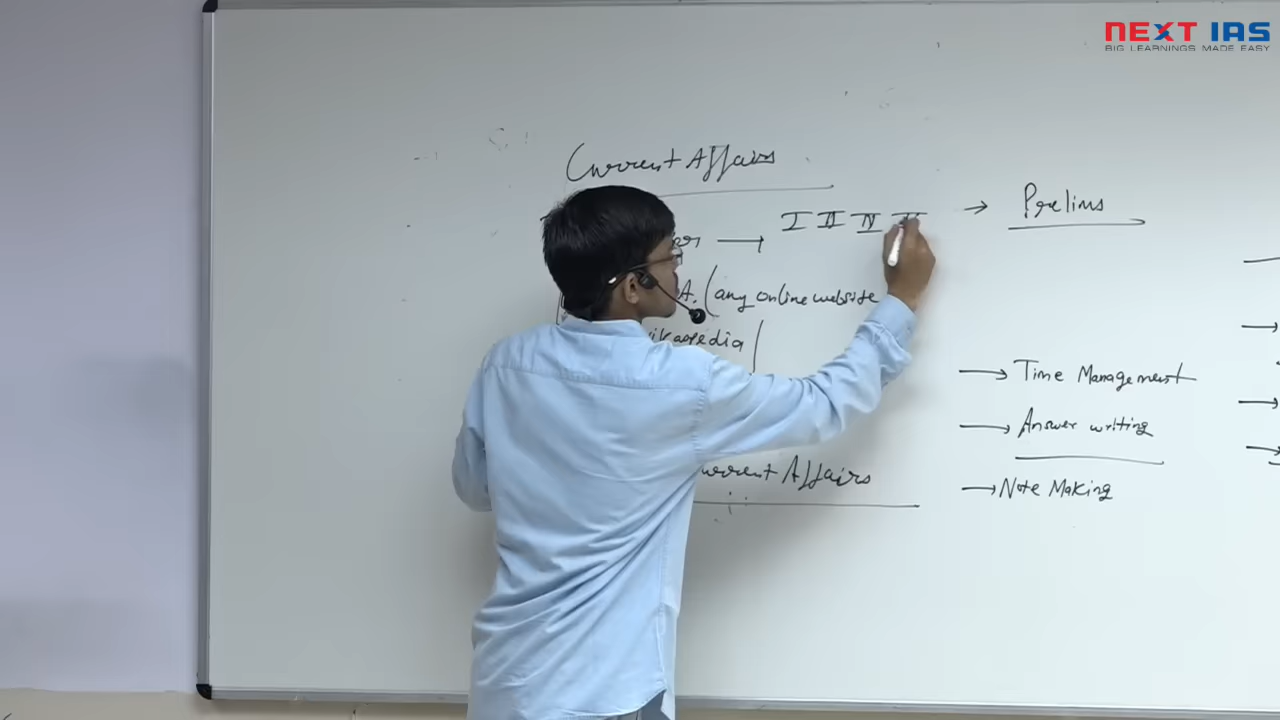 NEXT IAS
BIG LEARNINGS MADE EASY
Current Affairs
→ I II IV
→ Prelims
A. (any online website
→ Time Management
→ Answer writing
Current Affairs
→ Note Making